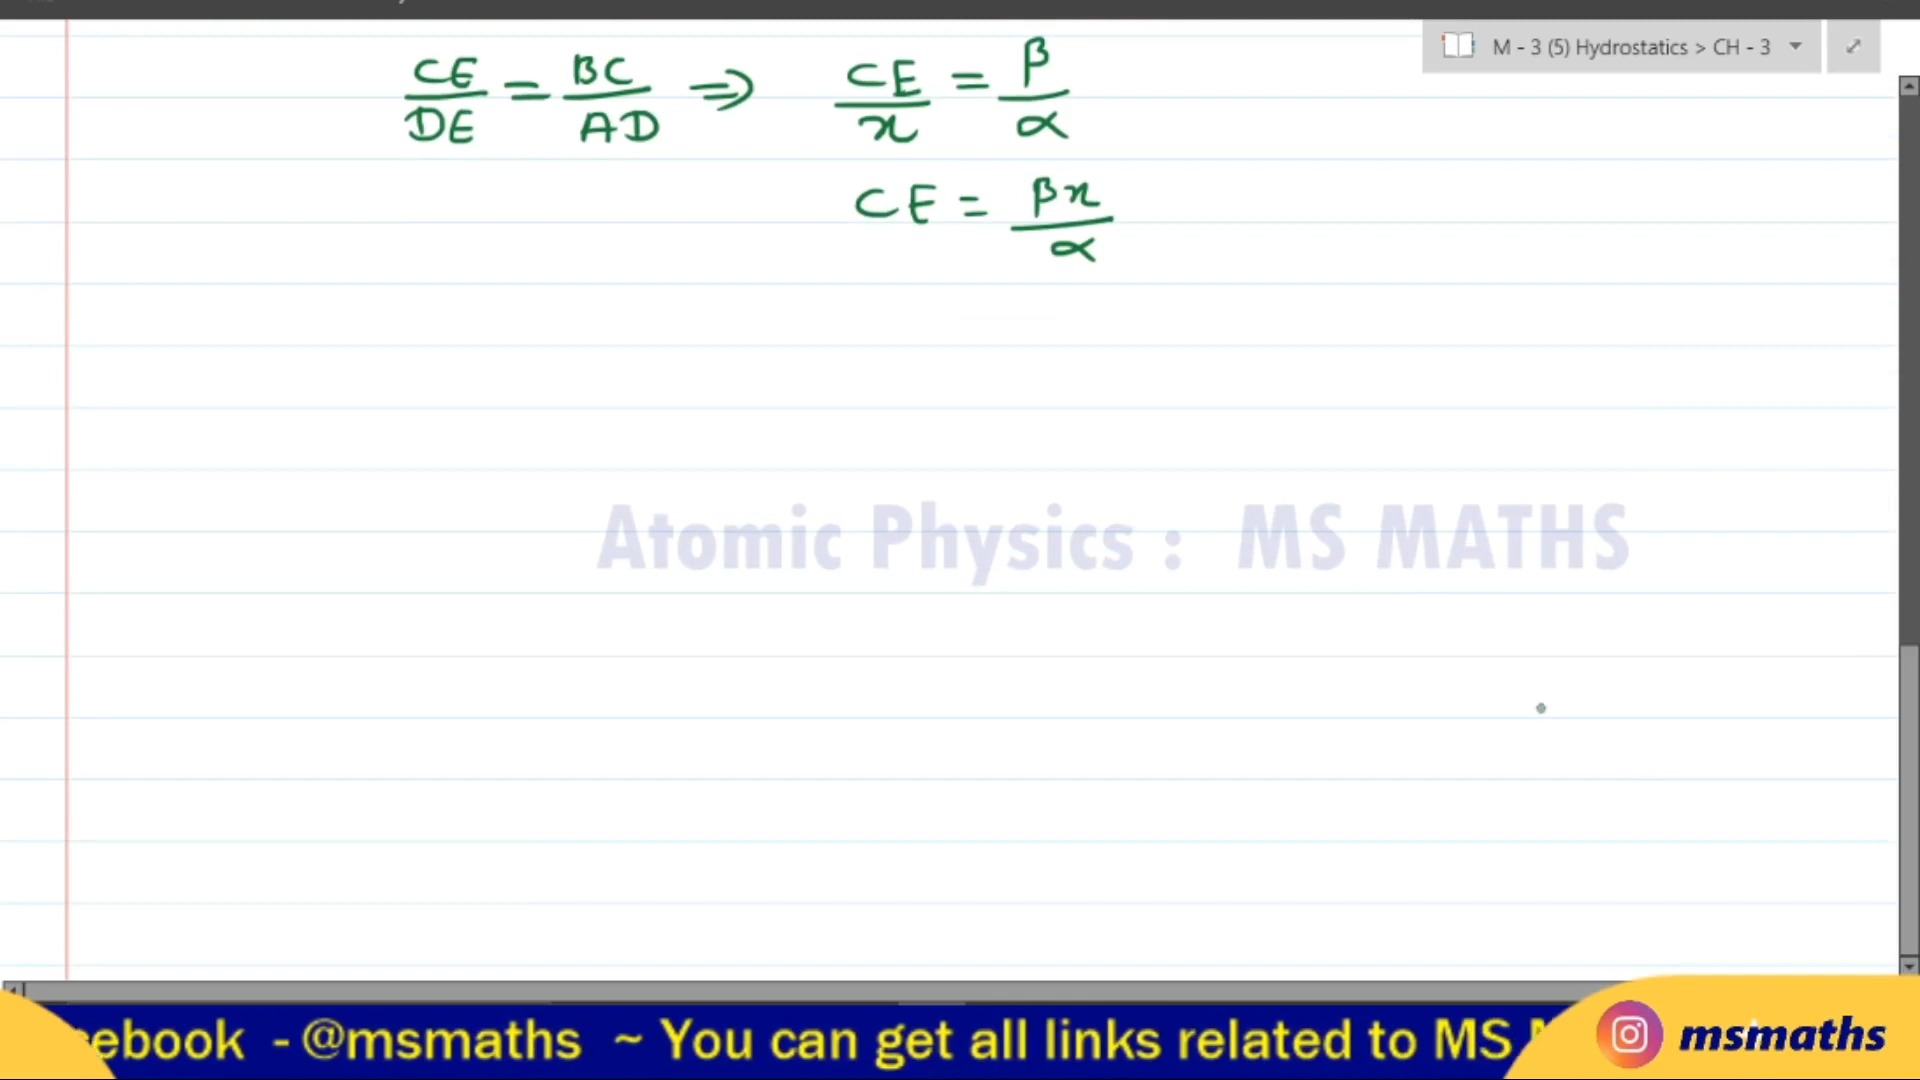 M - 3 (5) Hydrostatics > CH - 3
CE/DE = BC/AD ⇒ CE/x = β/α
CE = βx/α
Atomic Physics : MS MATHS
cebook - @msmaths ~ You can get all links related to MS
msmaths